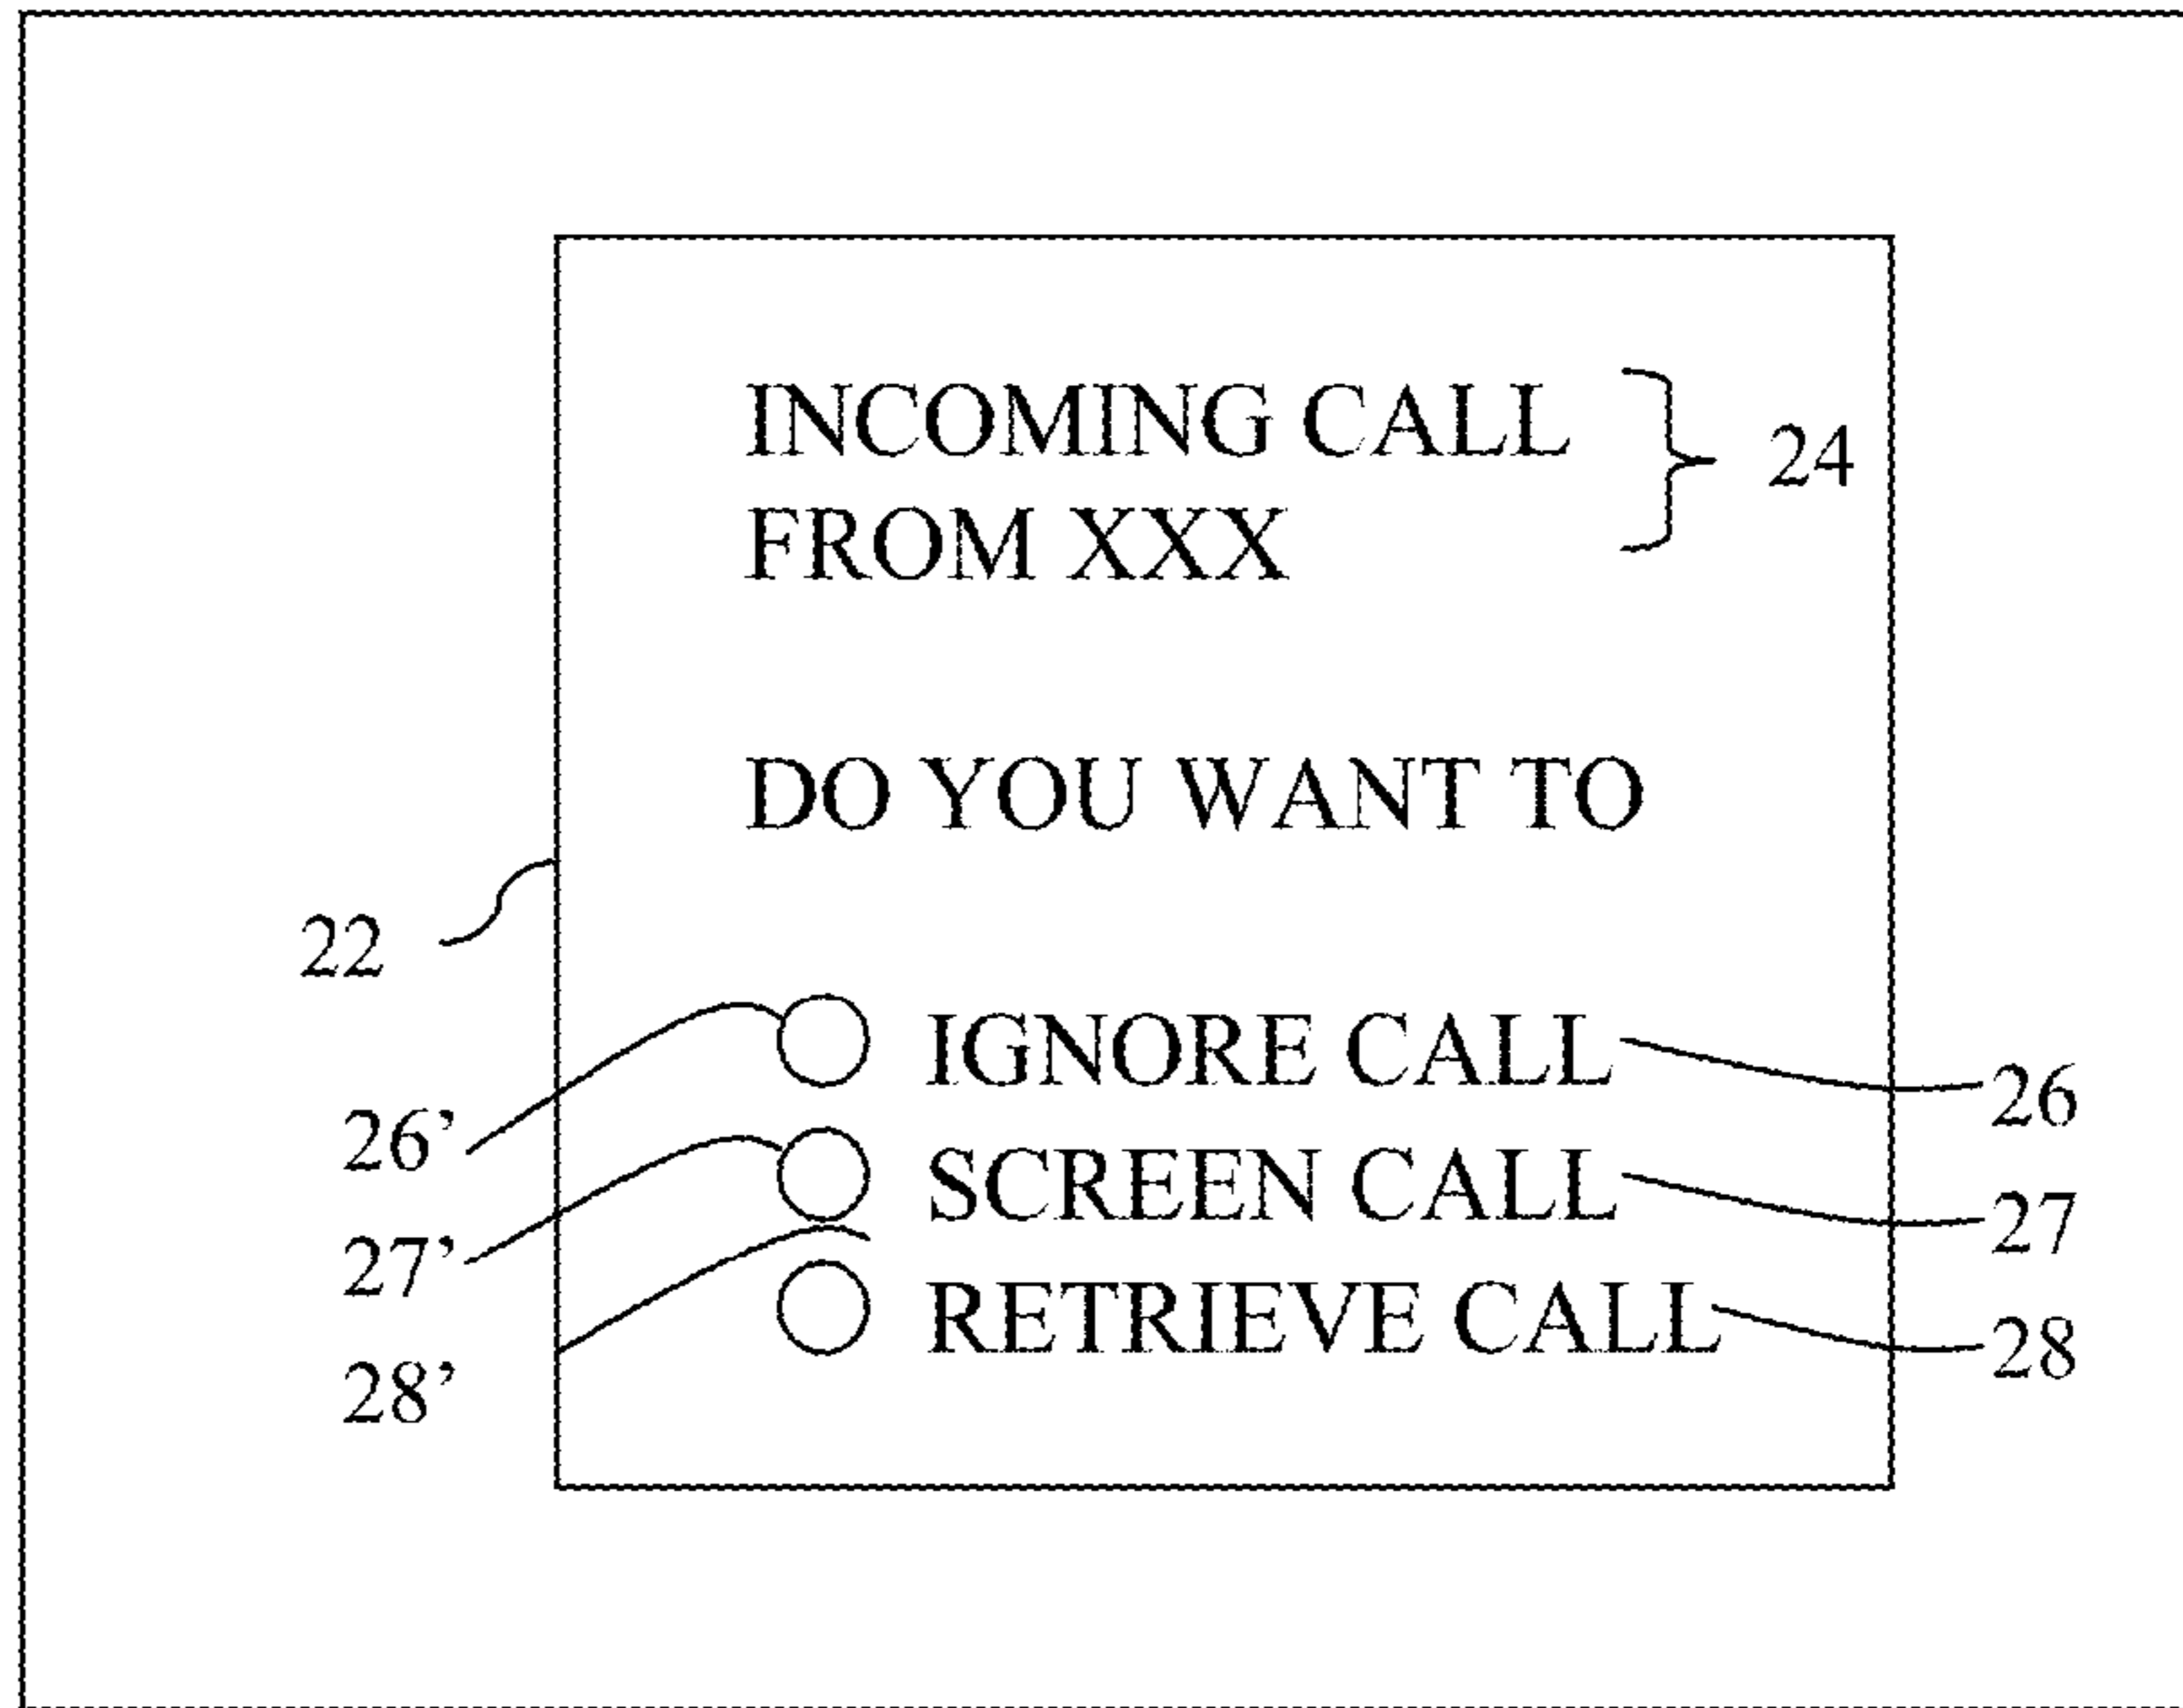 INCOMING CALL
FROM XXX
24
DO YOU WANT TO
22
IGNORE CALL
26
26’
SCREEN CALL
27
27’
RETRIEVE CALL
28
28’